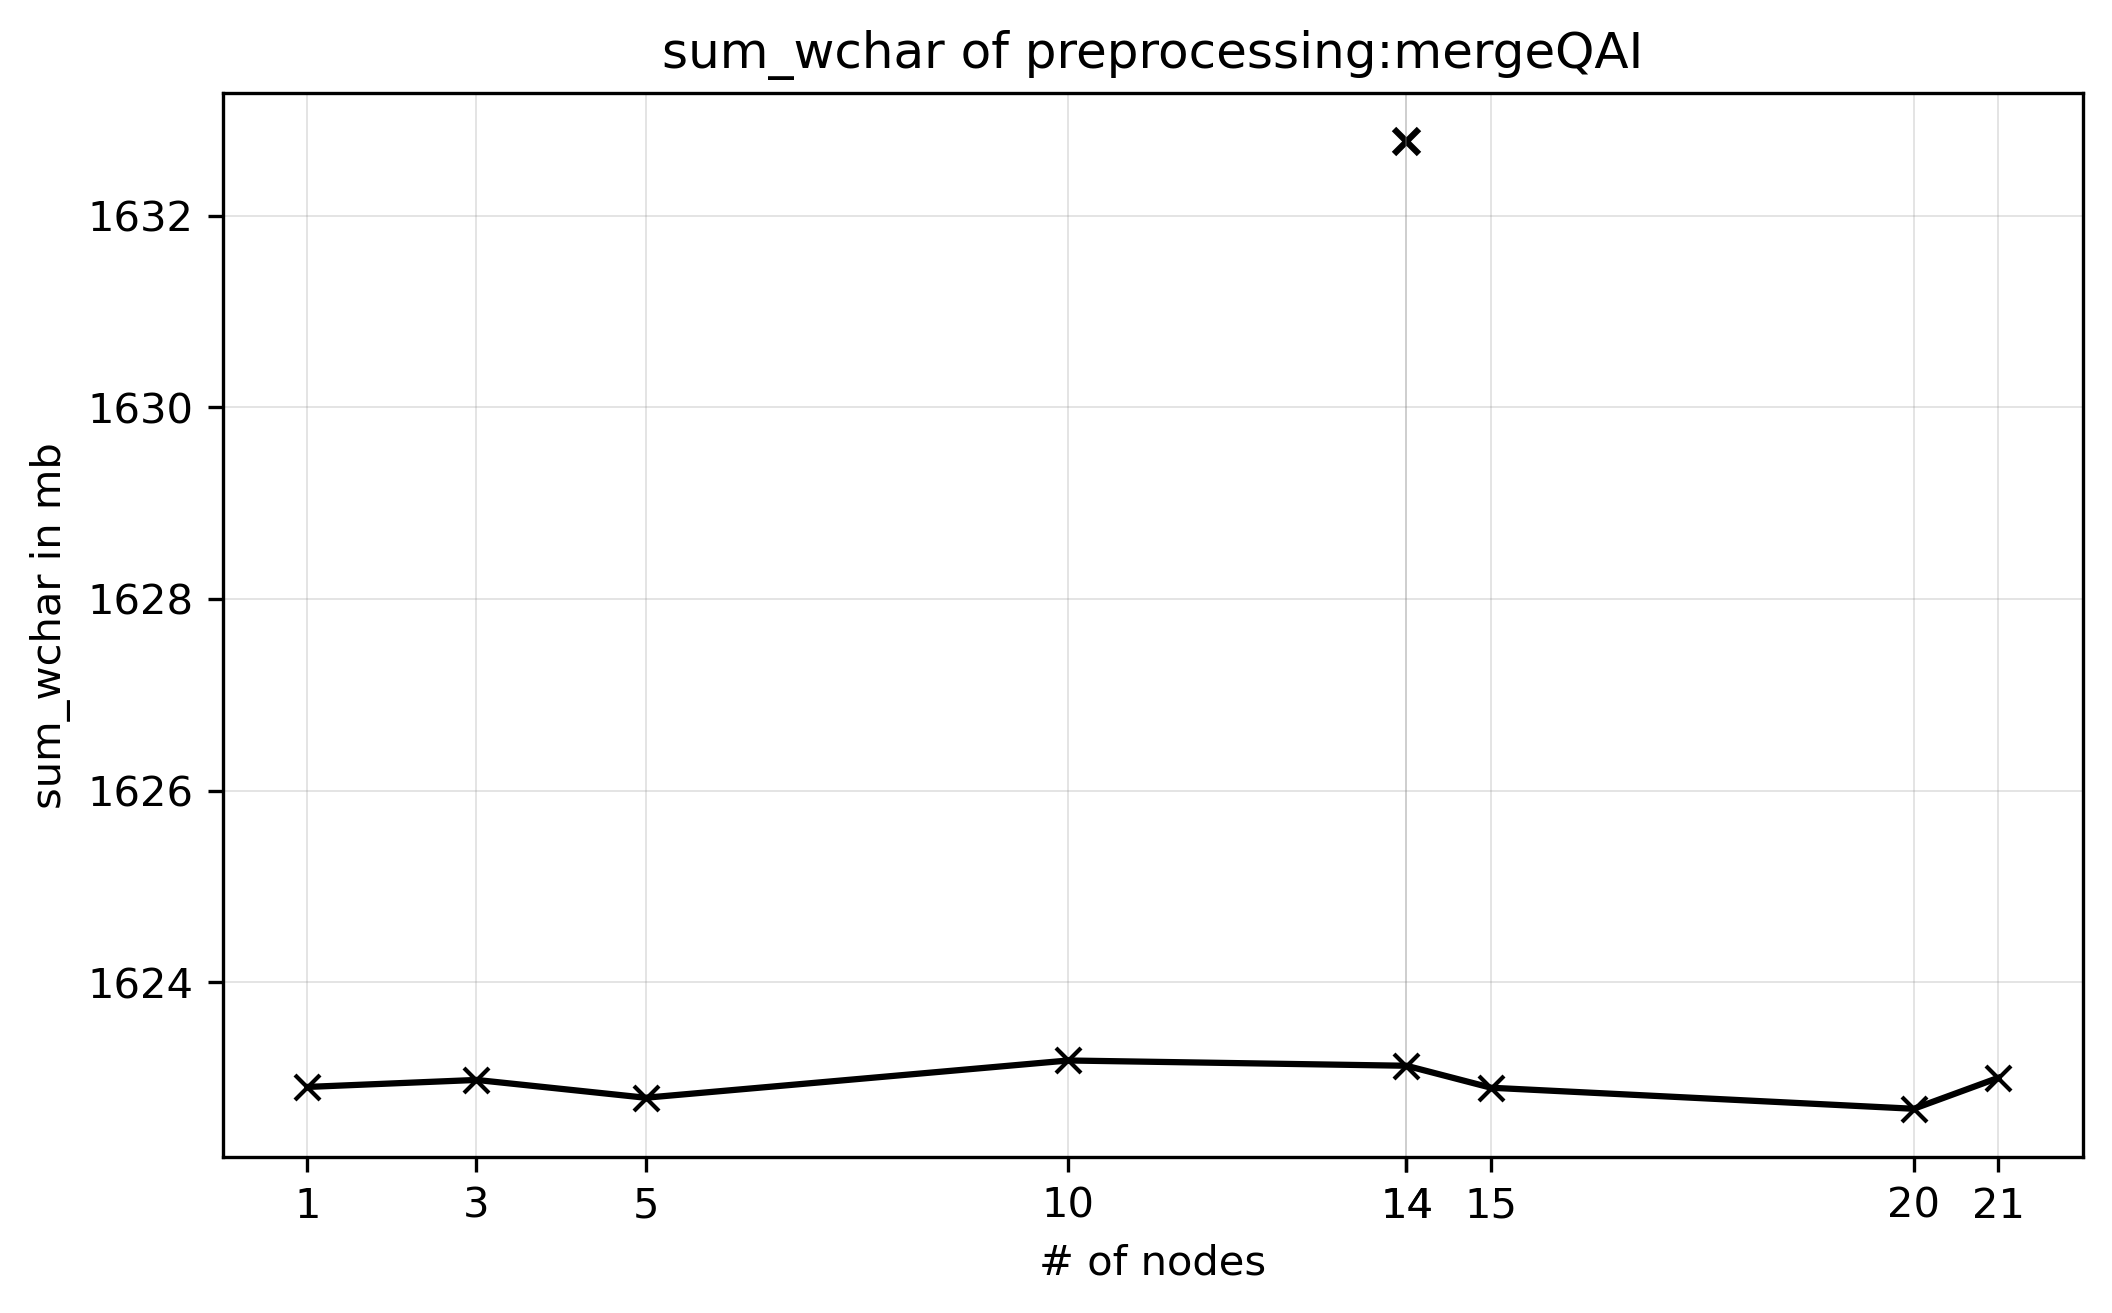 sum_wchar of preprocessing:mergeQAI
sum_wchar in mb
1632
1630
1628
1626
1624
1 3 5 10 14 15 20 21
# of nodes